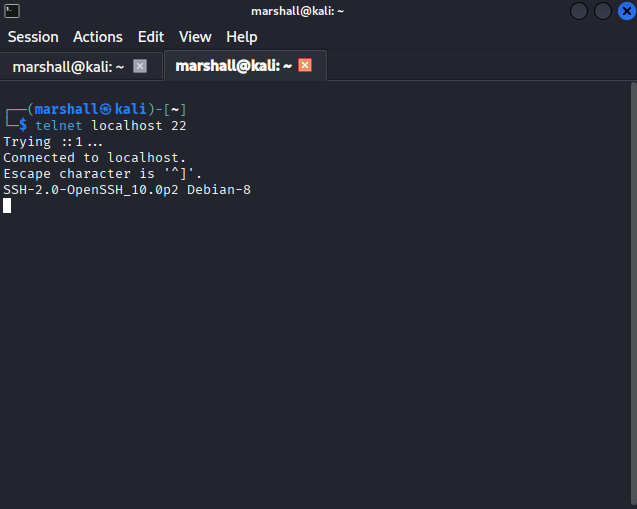 marshall@kali: ~
Session Actions Edit View Help
marshall@kali: ~
marshall@kali: ~
┌──(marshall㉿kali)-[~]
└─$ telnet localhost 22
Trying ::1...
Connected to localhost.
Escape character is '^]'.
SSH-2.0-OpenSSH_10.0p2 Debian-8